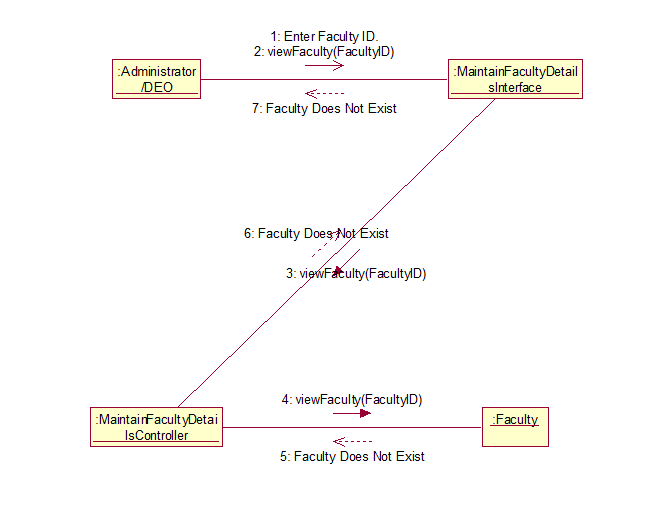 1: Enter Faculty ID.
2: viewFaculty(FacultyID)
:Administrator
/DEO
:MaintainFacultyDetail
sInterface
7: Faculty Does Not Exist
6: Faculty Does Not Exist
3: viewFaculty(FacultyID)
4: viewFaculty(FacultyID)
:MaintainFacultyDetai
lsController
:Faculty
5: Faculty Does Not Exist